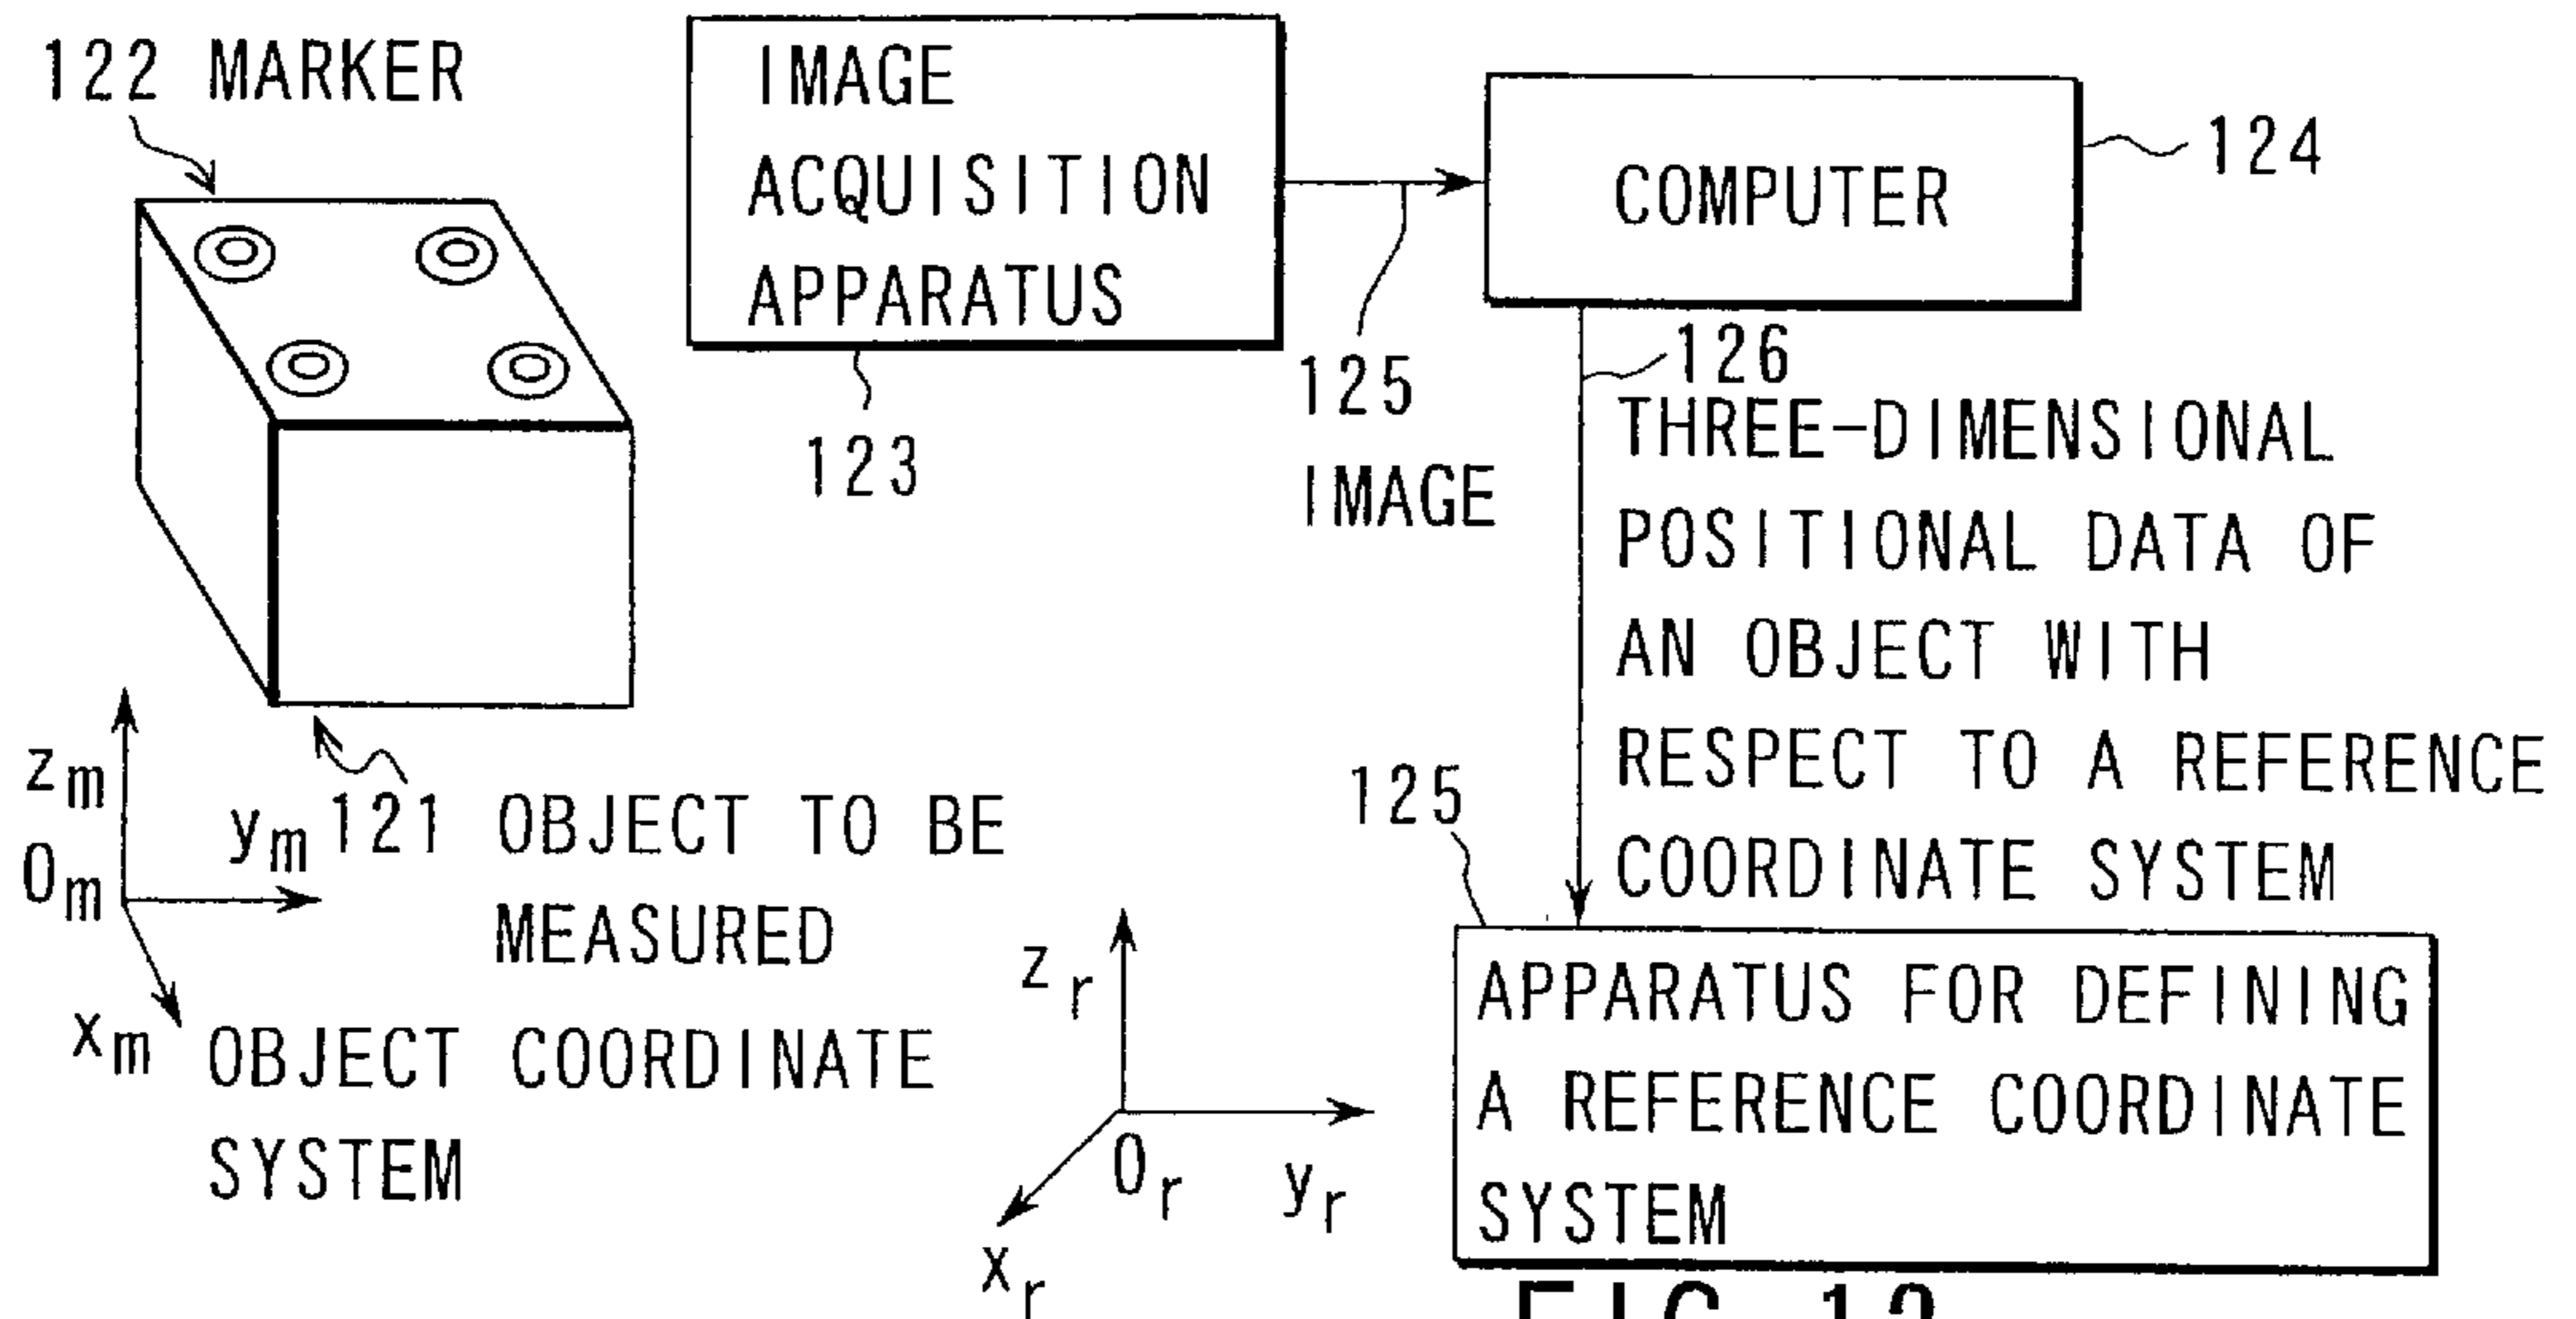 122 MARKER
IMAGE
ACQUISITION
APPARATUS
123
COMPUTER
124
125
IMAGE
126
THREE-DIMENSIONAL
POSITIONAL DATA OF
AN OBJECT WITH
RESPECT TO A REFERENCE
COORDINATE SYSTEM
zm
Om
ym
xm
121 OBJECT TO BE
MEASURED
OBJECT COORDINATE
SYSTEM
zr
Or
yr
xr
125
APPARATUS FOR DEFINING
A REFERENCE COORDINATE
SYSTEM